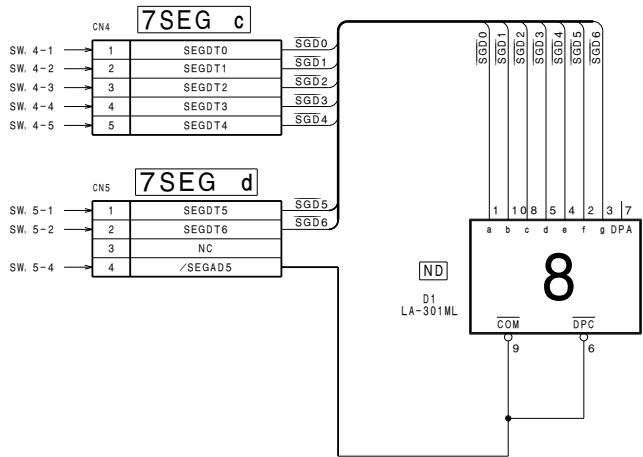 CN4 7SEG c
SW. 4-1 1 SEGDT0 SGD0
SW. 4-2 2 SEGDT1 SGD1
SW. 4-3 3 SEGDT2 SGD2
SW. 4-4 4 SEGDT3 SGD3
SW. 4-5 5 SEGDT4 SGD4
CN5 7SEG d
SW. 5-1 1 SEGDT5 SGD5
SW. 5-2 2 SEGDT6 SGD6
3 NC
SW. 5-4 4 /SEGAD5
SGD0 SGD1 SGD2 SGD3 SGD4 SGD5 SGD6
1 10 8 5 4 2 3 7
a b c d e f g DPA
8
ND
D1
LA-301ML
COM DPC
9 6